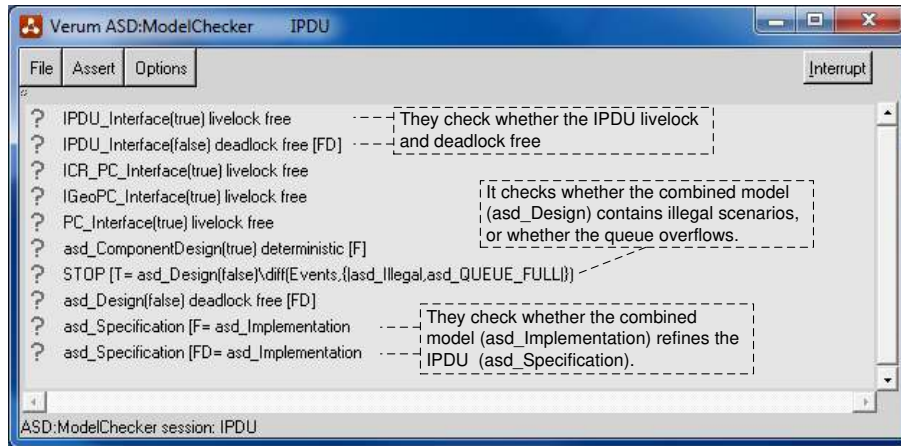 Verum ASD:ModelChecker IPDU
File Assert Options Interrupt
? IPDU_Interface(true) livelock free
? IPDU_Interface(false) deadlock free [FD]
They check whether the IPDU livelock
and deadlock free
? ICR_PC_Interface(true) livelock free
? IGeoPC_Interface(true) livelock free
? PC_Interface(true) livelock free
? asd_ComponentDesign(true) deterministic [F]
It checks whether the combined model
(asd_Design) contains illegal scenarios,
or whether the queue overflows.
? STOP [T= asd_Design(false)\diff(Events,{|asd_Illegal,asd_QUEUE_FULL|})
? asd_Design(false) deadlock free [FD]
? asd_Specification [F= asd_Implementation
? asd_Specification [FD= asd_Implementation
They check whether the combined
model (asd_Implementation) refines the
IPDU (asd_Specification).
ASD:ModelChecker session: IPDU